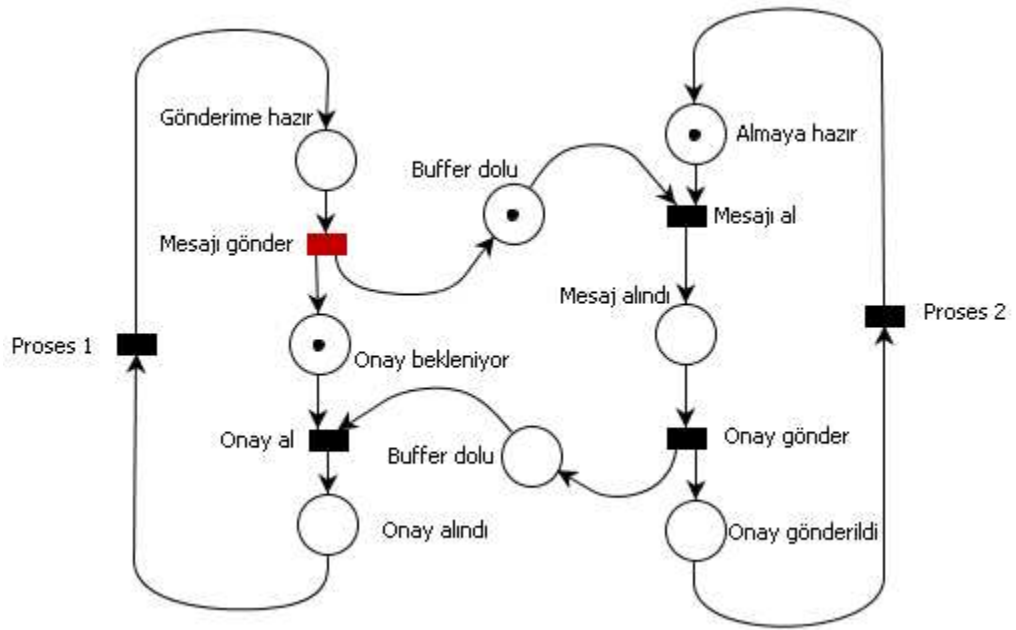 Gönderime hazır
Almaya hazır
Buffer dolu
Mesajı gönder
Mesajı al
Mesaj alındı
Proses 1
Proses 2
Onay bekleniyor
Onay al
Buffer dolu
Onay gönder
Onay alındı
Onay gönderildi